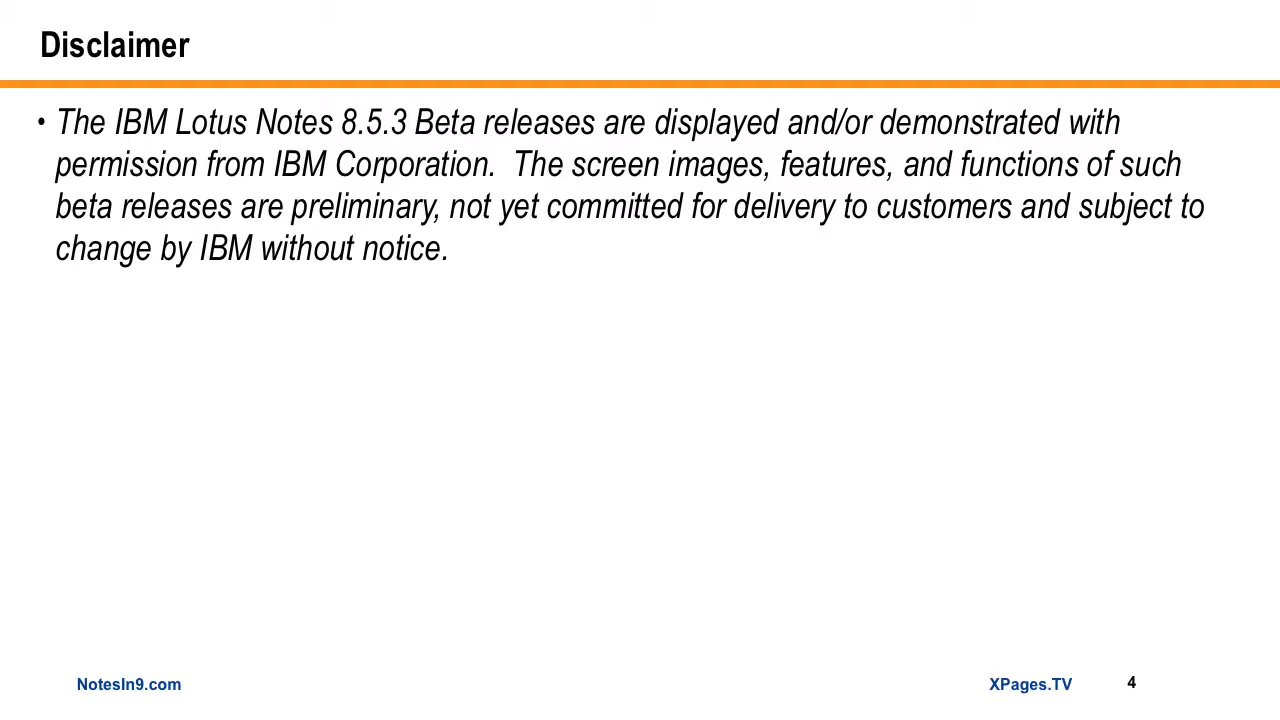 Disclaimer
• The IBM Lotus Notes 8.5.3 Beta releases are displayed and/or demonstrated with
permission from IBM Corporation.  The screen images, features, and functions of such
beta releases are preliminary, not yet committed for delivery to customers and subject to
change by IBM without notice.
NotesIn9.com
XPages.TV
4